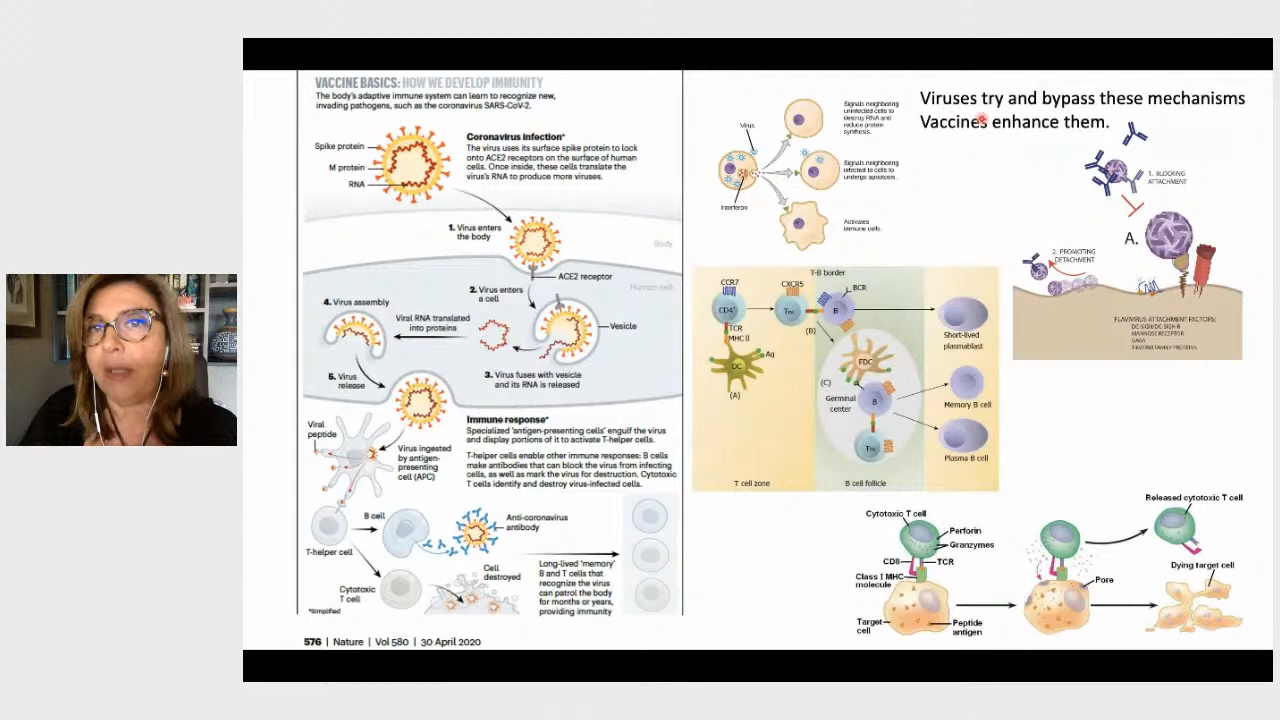 VACCINE BASICS: HOW WE DEVELOP IMMUNITY
The body's adaptive immune system can learn to recognize new,
invading pathogens, such as the coronavirus SARS-CoV-2.
Coronavirus infection*
The virus uses its surface spike protein to lock
onto ACE2 receptors on the surface of human
cells. Once inside, these cells translate the
virus's RNA to produce more viruses.
Spike protein
M protein
RNA
1. Virus enters
the body
Body
ACE2 receptor
Human cell
2. Virus enters
a cell
4. Virus assembly
Viral RNA translated
into proteins
Vesicle
3. Virus fuses with vesicle
and its RNA is released
5. Virus
release
Immune response*
Specialized 'antigen-presenting cells' engulf the virus
and display portions of it to activate T-helper cells.
T-helper cells enable other immune responses: B cells
make antibodies that can block the virus from infecting
cells, as well as mark the virus for destruction. Cytotoxic
T cells identify and destroy virus-infected cells.
Viral
peptide
Virus ingested
by antigen-
presenting
cell (APC)
B cell
Anti-coronavirus
antibody
T-helper cell
Cytotoxic
T cell
Cell
destroyed
Long-lived 'memory'
B and T cells that
recognize the virus
can patrol the body
for months or years,
providing immunity
*Simplified
576 | Nature | Vol 580 | 30 April 2020
Viruses try and bypass these mechanisms
Vaccines enhance them.
Virus
Interferon
Signals neighboring
uninfected cells to
destroy RNA and
reduce protein
synthesis.
Signals neighboring
infected to cells to
undergo apoptosis.
Activates
immune cells.
1. BLOCKING
ATTACHMENT
A.
2. PROMOTING
DETACHMENT
FLAVIVIRUS ATTACHMENT FACTORS:
DC-SIGN/DC-SIGN-R
MANNOSE RECEPTOR
GAGS
T-B border
CCR7
CD4+
CXCR5
BCR
B
(B)
TCR
MHC II
Ag
DC
(A)
FDC
(C)
Germinal
center
B
Short-lived
plasmablast
Memory B cell
Plasma B cell
T cell zone
B cell follicle
Cytotoxic T cell
Perforin
Granzymes
CD8
TCR
Class I MHC
molecule
Target
cell
Peptide
antigen
Pore
Released cytotoxic T cell
Dying target cell